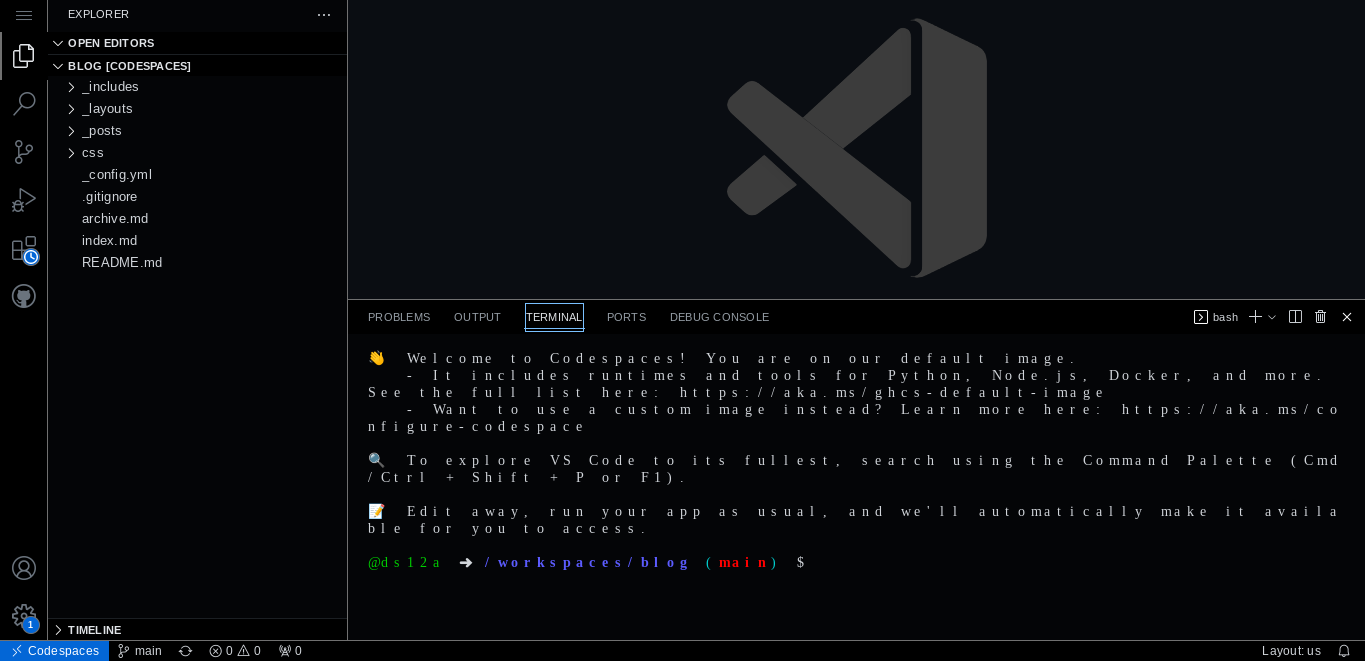 EXPLORER
OPEN EDITORS
BLOG [CODESPACES]
_includes
_layouts
_posts
css
_config.yml
.gitignore
archive.md
index.md
README.md
TIMELINE
PROBLEMS OUTPUT TERMINAL PORTS DEBUG CONSOLE bash
👋 Welcome to Codespaces! You are on our default image.
- It includes runtimes and tools for Python, Node.js, Docker, and more.
See the full list here: https://aka.ms/ghcs-default-image
- Want to use a custom image instead? Learn more here: https://aka.ms/co
nfigure-codespace
🔍 To explore VS Code to its fullest, search using the Command Palette (Cmd
/Ctrl + Shift + P or F1).
📝 Edit away, run your app as usual, and we'll automatically make it availa
ble for you to access.
@ds12a ➜ /workspaces/blog (main) $
1
Codespaces main 0 0 0 Layout: us